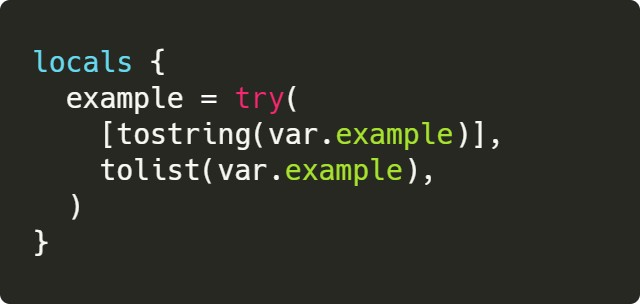 locals {
  example = try(
    [tostring(var.example)],
    tolist(var.example),
  )
}